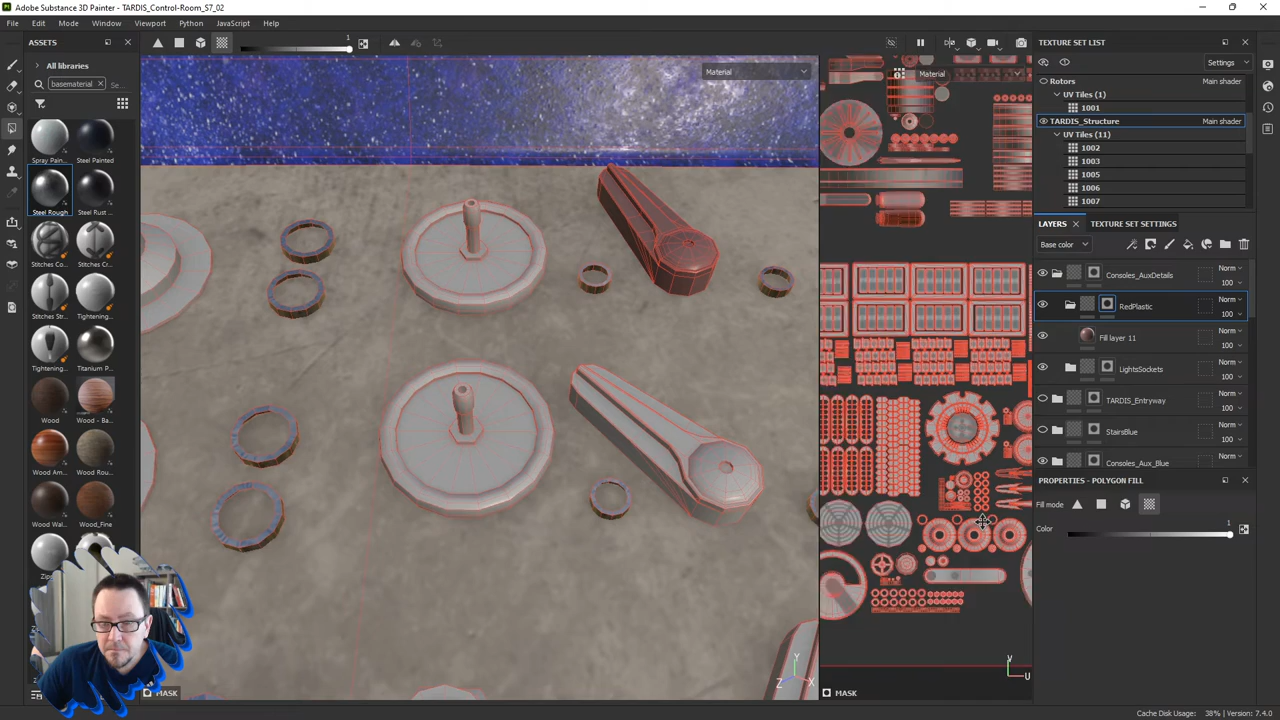 Adobe Substance 3D Painter - TARDIS_Control-Room_S7_02
File Edit Mode Window Viewport Python JavaScript Help
ASSETS
All libraries
basematerial
Se...
Spray Pain...
Steel Painted
Steel Rough
Steel Rust ...
Stitches Co...
Stitches Cr...
Stitches Str...
Tightening...
Tightening...
Titanium P...
Wood
Wood - Ba...
Wood Am...
Wood Rou...
Wood Wal...
Wood_Fine
1
Material
Material
MASK
MASK
Y
Z
X
V
U
TEXTURE SET LIST
Settings
Rotors
Main shader
UV Tiles (1)
1001
TARDIS_Structure
Main shader
UV Tiles (11)
1002
1003
1005
1006
1007
LAYERS
TEXTURE SET SETTINGS
Base color
Consoles_AuxDetails
Norm
100
RedPlastic
Norm
100
Fill layer 11
Norm
100
LightsSockets
Norm
100
TARDIS_Entryway
Norm
100
StairsBlue
Norm
100
Consoles_Aux_Blue
Norm
PROPERTIES - POLYGON FILL
Fill mode
Color
1
Cache Disk Usage: 38% | Version: 7.4.0